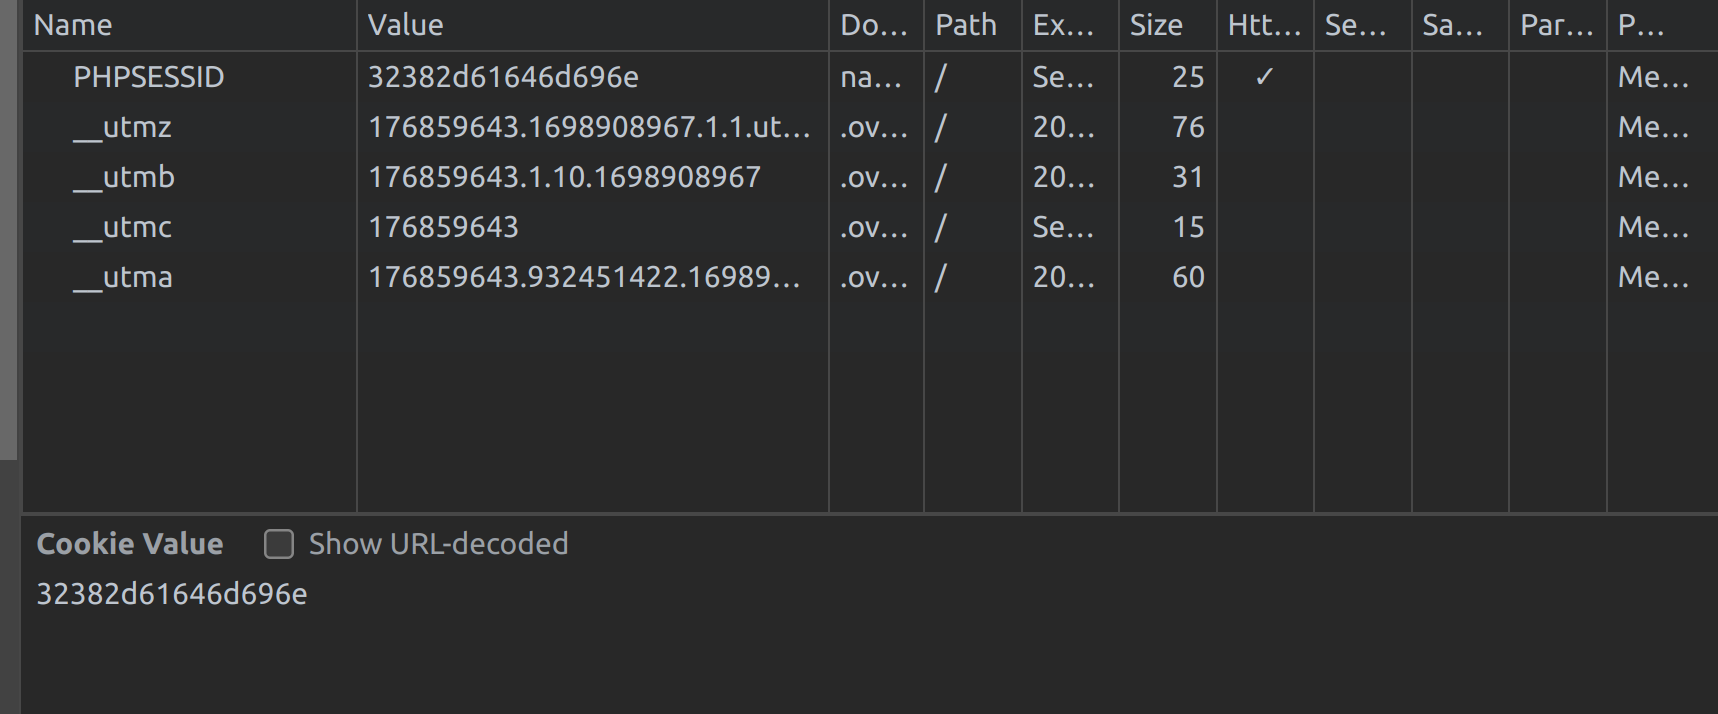 Name Value Do... Path Ex... Size Htt... Se... Sa... Par... P...
PHPSESSID 32382d61646d696e na... / Se... 25 ✓ Me...
__utmz 176859643.1698908967.1.1.ut... .ov... / 20... 76 Me...
__utmb 176859643.1.10.1698908967 .ov... / 20... 31 Me...
__utmc 176859643 .ov... / Se... 15 Me...
__utma 176859643.932451422.16989... .ov... / 20... 60 Me...
Cookie Value Show URL-decoded
32382d61646d696e